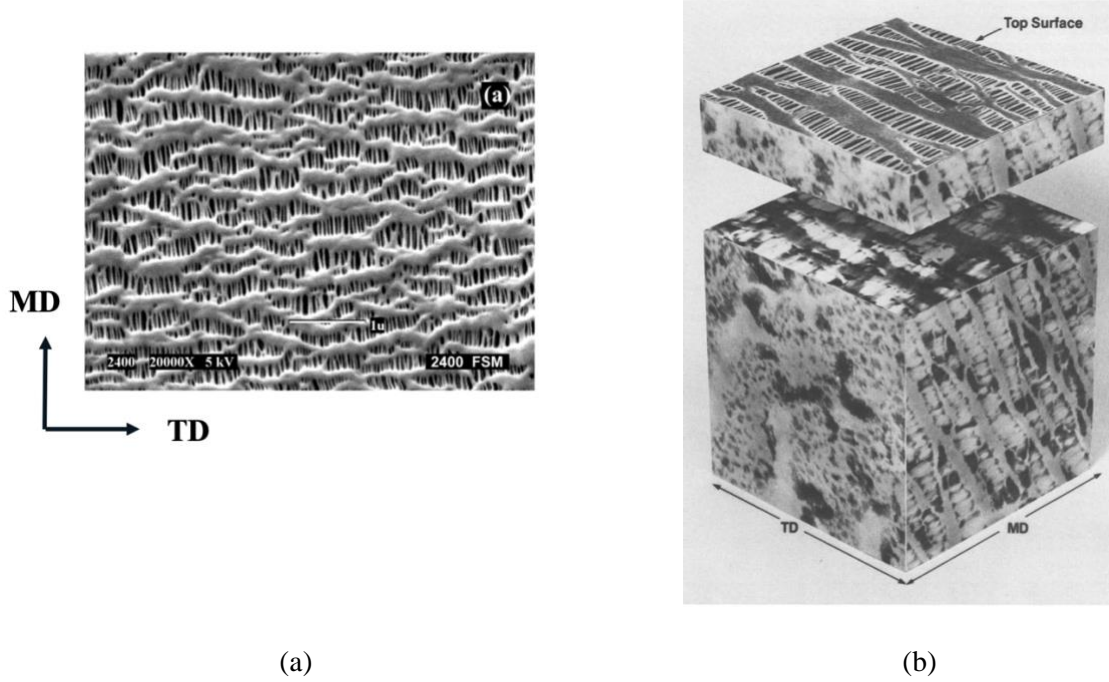 Top Surface
(a)
MD
1u
2400 20000X 5 kV
2400 FSM
TD
TD
MD
(a)
(b)